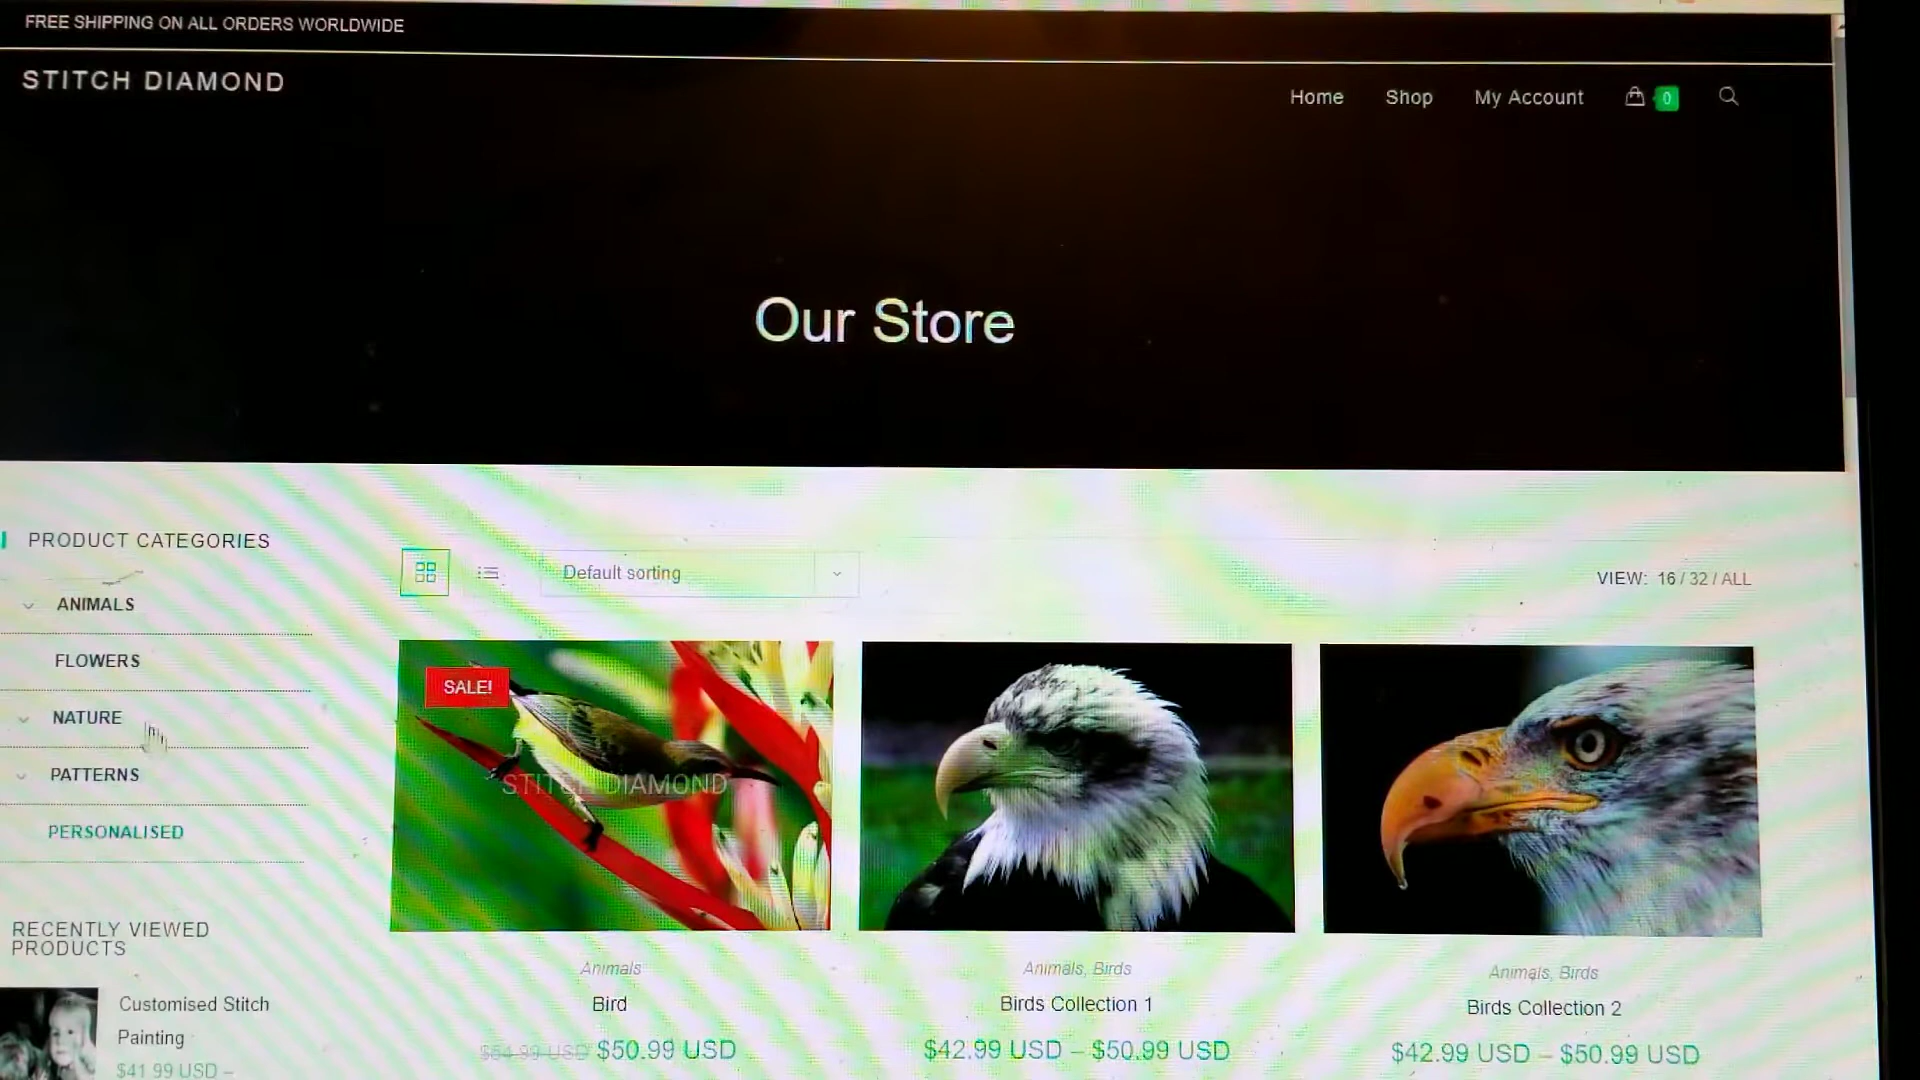 FREE SHIPPING ON ALL ORDERS WORLDWIDE
STITCH DIAMOND
Home
Shop
My Account
0
Our Store
PRODUCT CATEGORIES
ANIMALS
FLOWERS
NATURE
PATTERNS
PERSONALISED
RECENTLY VIEWED
PRODUCTS
Customised Stitch
Painting
$41.99 USD –
Default sorting
VIEW: 16 / 32 / ALL
SALE!
STITCH DIAMOND
Animals
Bird
$54.99 USD $50.99 USD
Animals, Birds
Birds Collection 1
$42.99 USD – $50.99 USD
Animals, Birds
Birds Collection 2
$42.99 USD – $50.99 USD